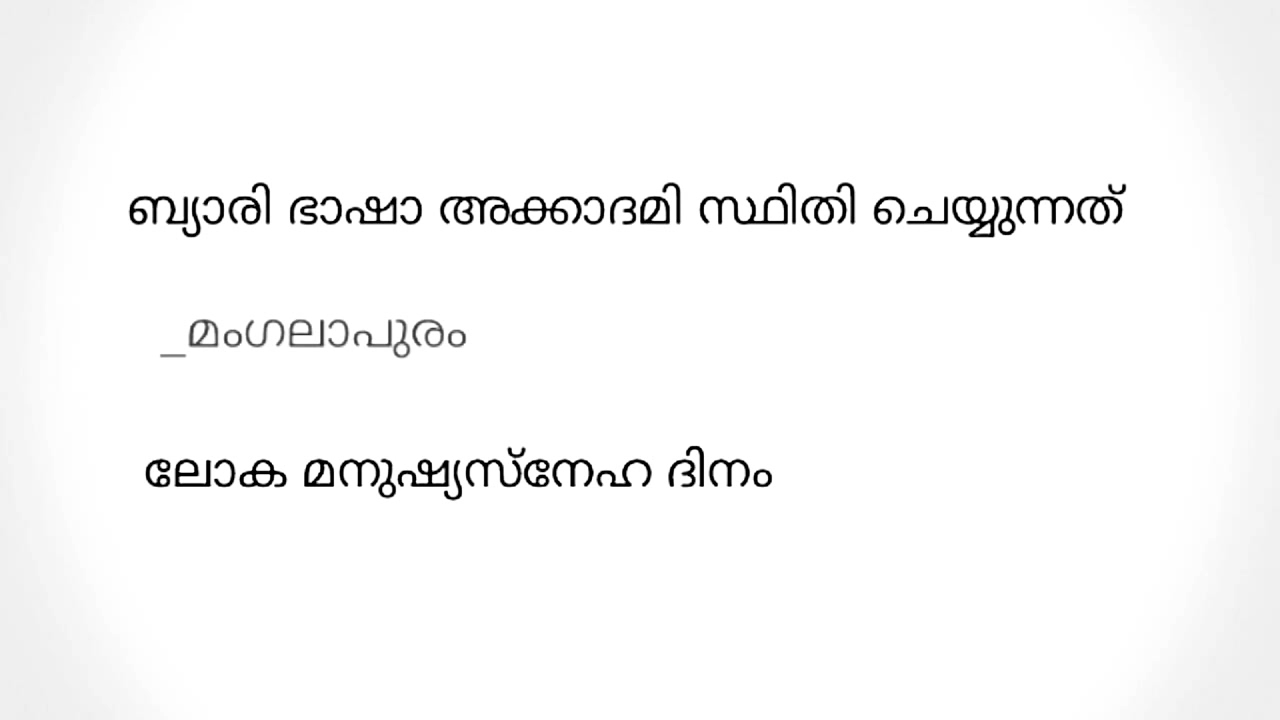 ബ്യാരി ഭാഷാ അക്കാദമി സ്ഥിതി ചെയ്യുന്നത്
_മംഗലാപുരം
ലോക മനുഷ്യസ്നേഹ ദിനം